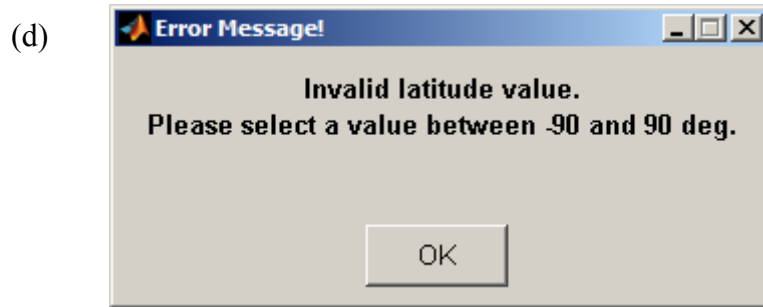 (d)
Error Message!
Invalid latitude value.
Please select a value between -90 and 90 deg.
OK